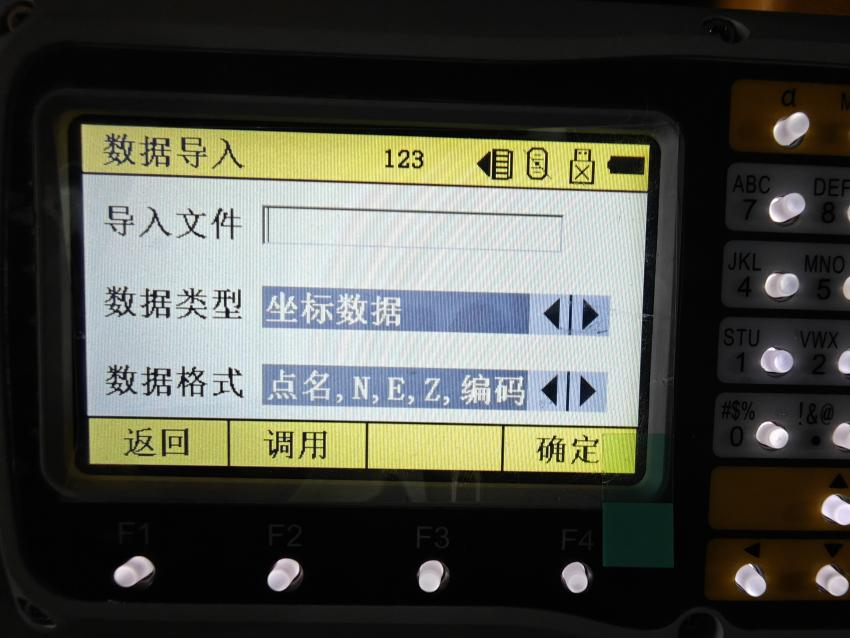 数据导入 123
导入文件
数据类型 坐标数据
数据格式 点名,N,E,Z,编码
返回 调用 确定
F1 F2 F3 F4
α
ABC DEF
7 8
JKL MNO
4 5
STU VWX
1 2
#$% !&@
0 .